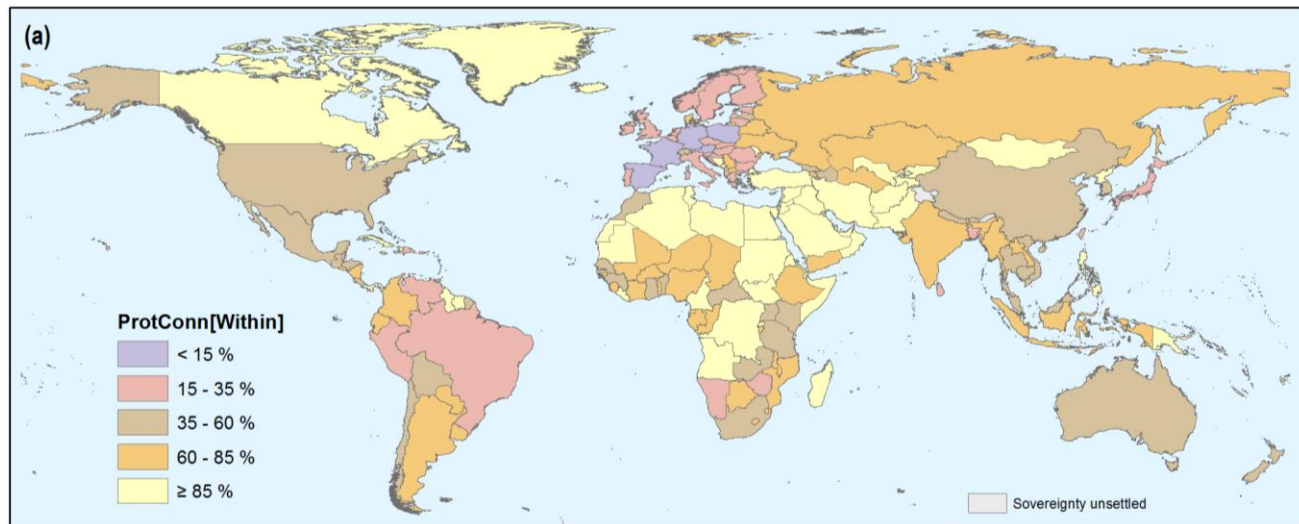 (a)
ProtConn[Within]
< 15 %
15 - 35 %
35 - 60 %
60 - 85 %
≥ 85 %
Sovereignty unsettled